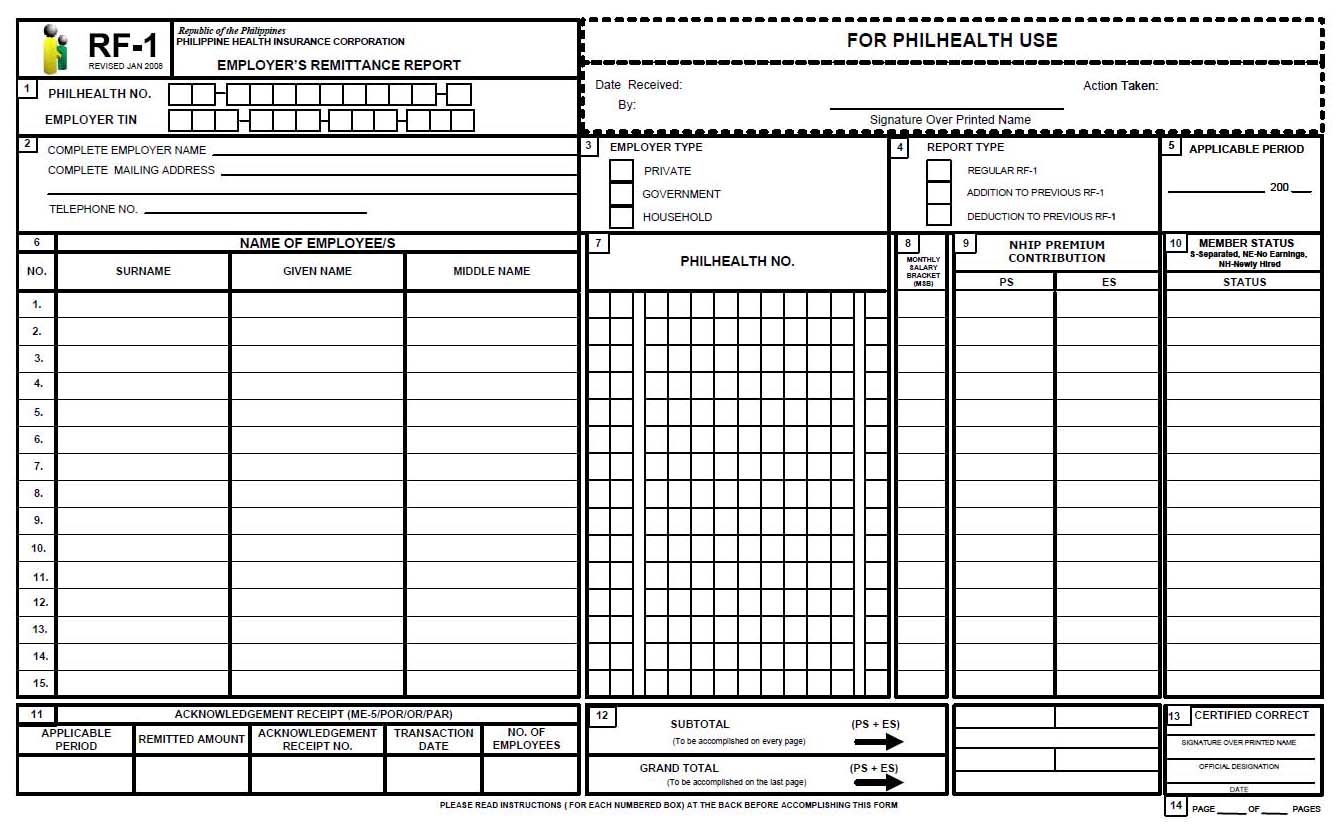 RF-1
REVISED JAN 2008
Republic of the Philippines
PHILIPPINE HEALTH INSURANCE CORPORATION
EMPLOYER'S REMITTANCE REPORT
FOR PHILHEALTH USE
Date Received:
Action Taken:
By:
Signature Over Printed Name
1
PHILHEALTH NO.
EMPLOYER TIN
2
COMPLETE EMPLOYER NAME
COMPLETE MAILING ADDRESS
TELEPHONE NO.
3
EMPLOYER TYPE
PRIVATE
GOVERNMENT
HOUSEHOLD
4
REPORT TYPE
REGULAR RF-1
ADDITION TO PREVIOUS RF-1
DEDUCTION TO PREVIOUS RF-1
5
APPLICABLE PERIOD
200
6
NAME OF EMPLOYEE/S
NO.
SURNAME
GIVEN NAME
MIDDLE NAME
7
PHILHEALTH NO.
8
MONTHLY
SALARY
BRACKET
(MSB)
9
NHIP PREMIUM
CONTRIBUTION
PS
ES
10
MEMBER STATUS
S-Separated, NE-No Earnings,
NH-Newly Hired
STATUS
1.
2.
3.
4.
5.
6.
7.
8.
9.
10.
11.
12.
13.
14.
15.
11
ACKNOWLEDGEMENT RECEIPT (ME-5/POR/OR/PAR)
APPLICABLE
PERIOD
REMITTED AMOUNT
ACKNOWLEDGEMENT
RECEIPT NO.
TRANSACTION
DATE
NO. OF
EMPLOYEES
12
SUBTOTAL
(PS + ES)
(To be accomplished on every page)
GRAND TOTAL
(PS + ES)
(To be accomplished on the last page)
13
CERTIFIED CORRECT
SIGNATURE OVER PRINTED NAME
OFFICIAL DESIGNATION
DATE
PLEASE READ INSTRUCTIONS ( FOR EACH NUMBERED BOX) AT THE BACK BEFORE ACCOMPLISHING THIS FORM
14
PAGE OF PAGES